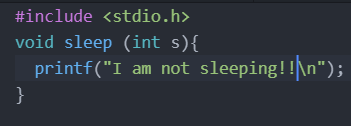 #include <stdio.h>
void sleep (int s){
  printf("I am not sleeping!!\n");
}